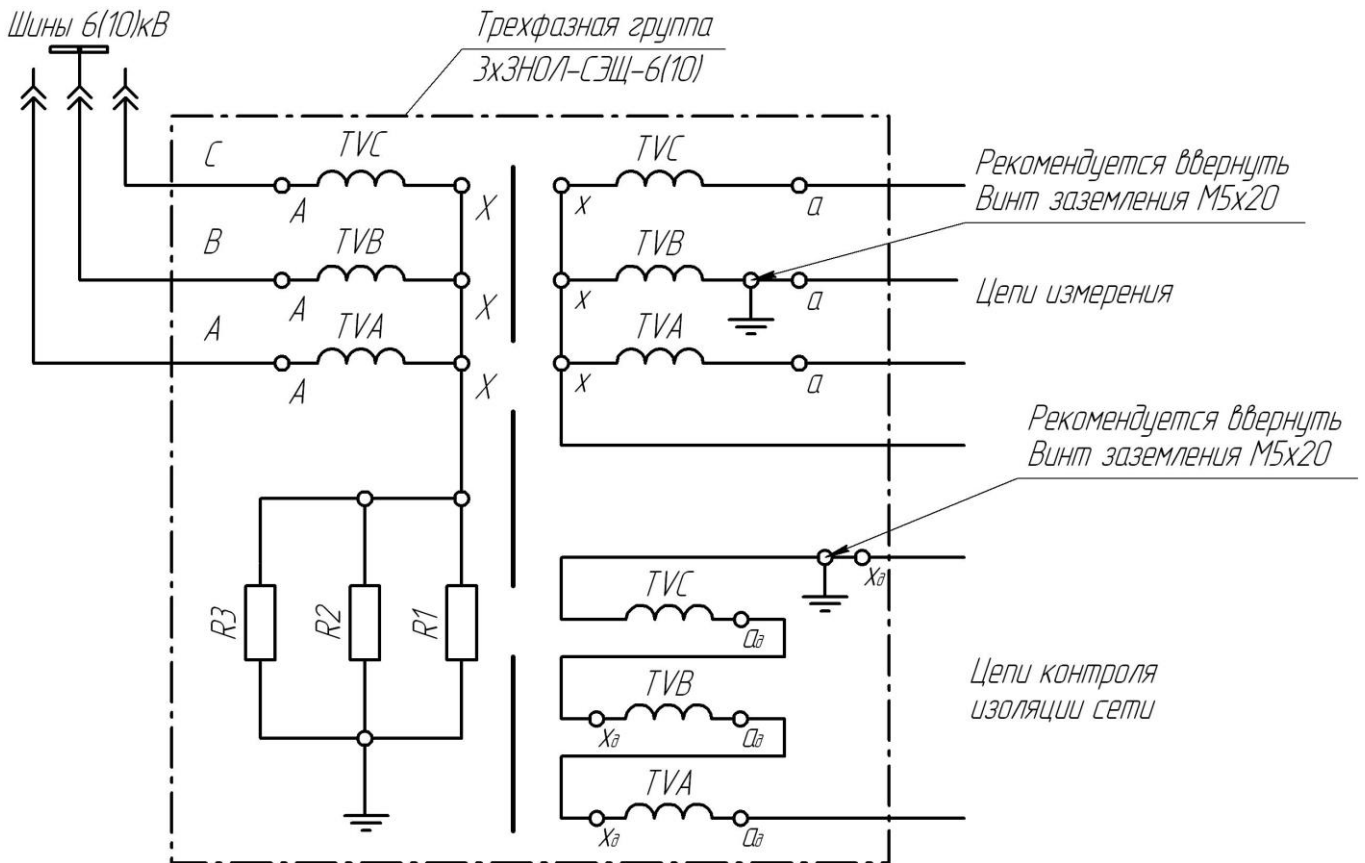 Шины 6(10)кВ
Трехфазная группа
3хЗНОЛ-СЭЩ-6(10)
C TVC TVC
A X x a
Рекомендуется ввернуть
Винт заземления М5х20
B TVB TVB
A X x a
Цепи измерения
A TVA TVA
A X x a
Рекомендуется ввернуть
Винт заземления М5х20
xд
R3 R2 R1
TVC
aд
TVB
xд aд
Цепи контроля
изоляции сети
TVA
xд aд